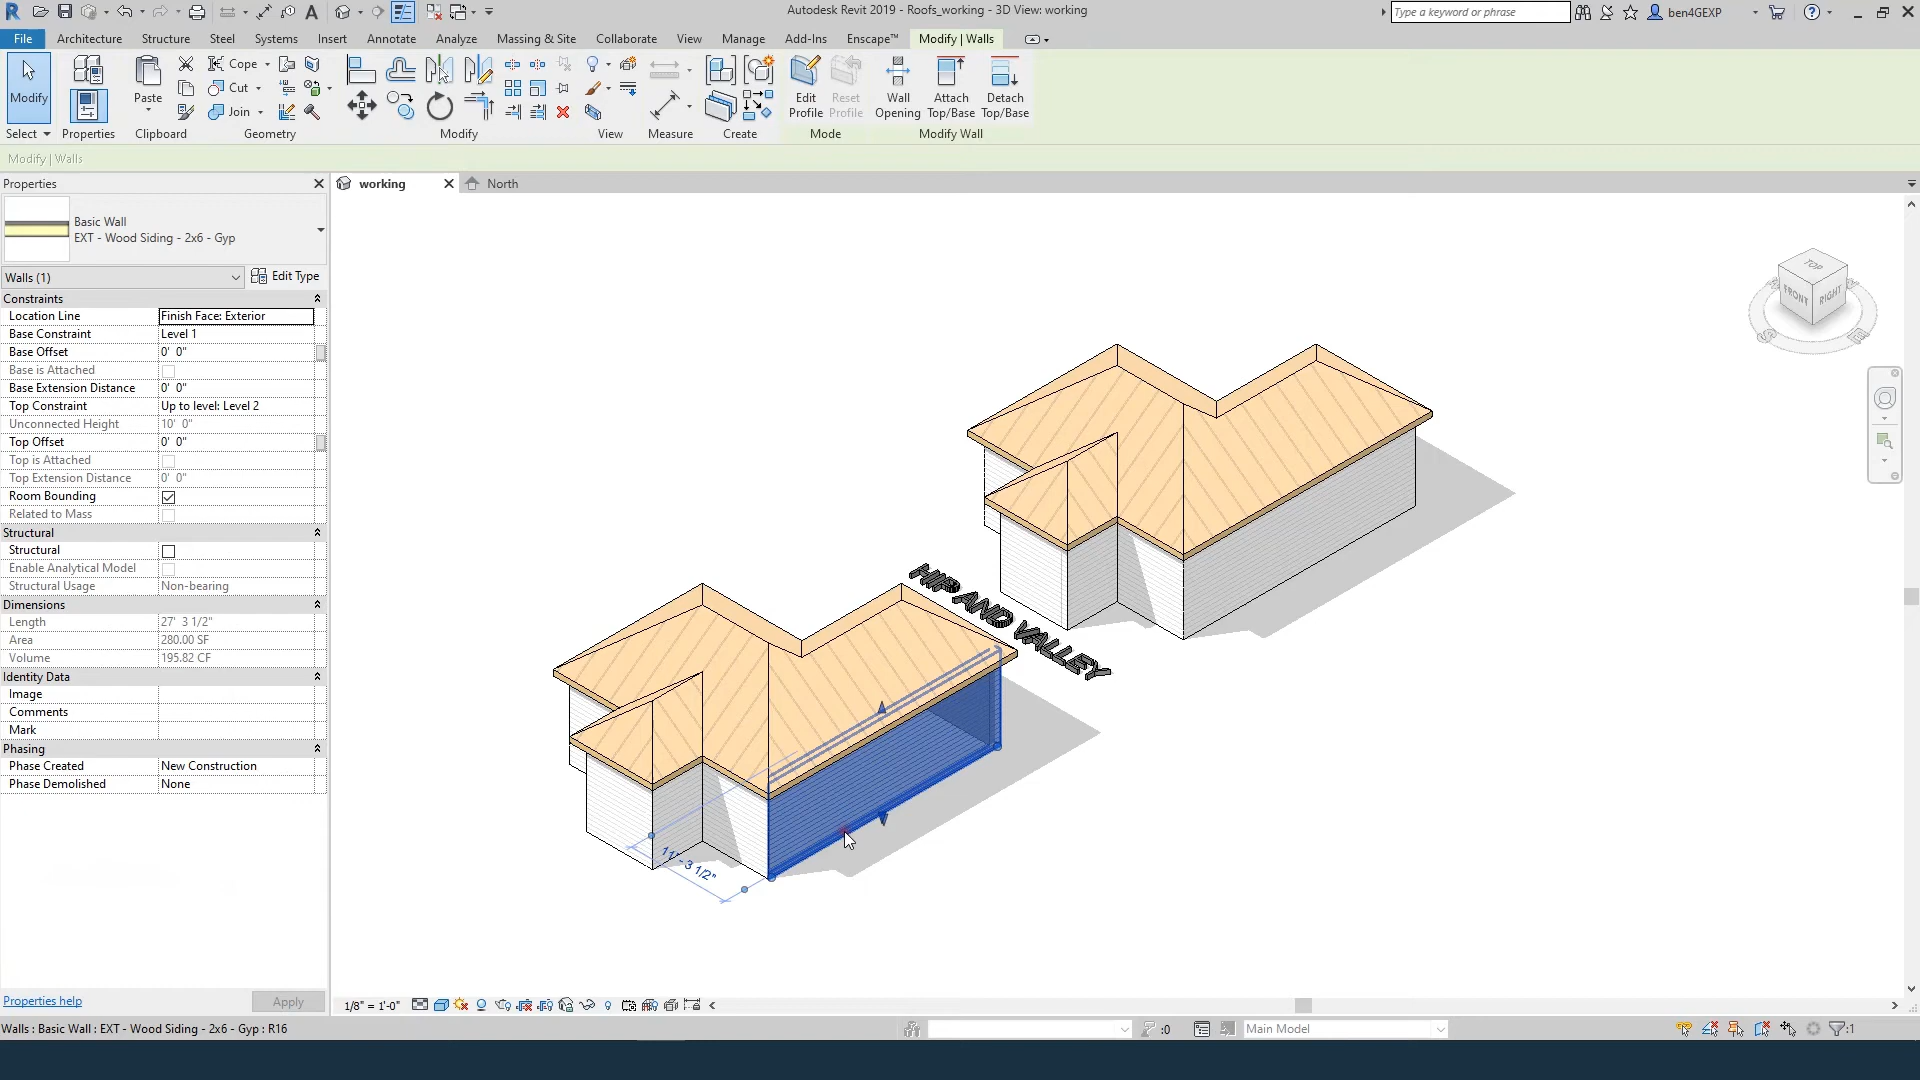 Autodesk Revit 2019 - Roofs_working - 3D View: working
Type a keyword or phrase
ben4GEXP
File Architecture Structure Steel Systems Insert Annotate Analyze Massing & Site Collaborate View Manage Add-Ins Enscape™ Modify | Walls
Modify
Select
Properties
Properties
Paste
Clipboard
Cope
Cut
Join
Geometry
Modify
View
Measure
Create
Edit
Profile
Reset
Profile
Mode
Wall
Opening
Attach
Top/Base
Detach
Top/Base
Modify Wall
Modify | Walls
Properties
working
North
Basic Wall
EXT - Wood Siding - 2x6 - Gyp
Walls (1)
Edit Type
Constraints
Location Line Finish Face: Exterior
Base Constraint Level 1
Base Offset 0' 0"
Base is Attached
Base Extension Distance 0' 0"
Top Constraint Up to level: Level 2
Unconnected Height 10' 0"
Top Offset 0' 0"
Top is Attached
Top Extension Distance 0' 0"
Room Bounding
Related to Mass
Structural
Structural
Enable Analytical Model
Structural Usage Non-bearing
Dimensions
Length 27' 3 1/2"
Area 280.00 SF
Volume 195.82 CF
Identity Data
Image
Comments
Mark
Phasing
Phase Created New Construction
Phase Demolished None
Properties help
Apply
TOP
FRONT
RIGHT
S
E
HIP AND VALLEY
11' - 3 1/2"
1/8" = 1'-0"
Walls : Basic Wall : EXT - Wood Siding - 2x6 - Gyp : R16
:0
Main Model
:1